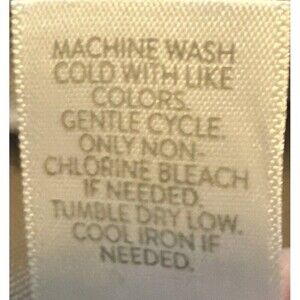 MACHINE WASH
COLD WITH LIKE
COLORS.
GENTLE CYCLE.
ONLY NON-
CHLORINE BLEACH
IF NEEDED.
TUMBLE DRY LOW.
COOL IRON IF
NEEDED.